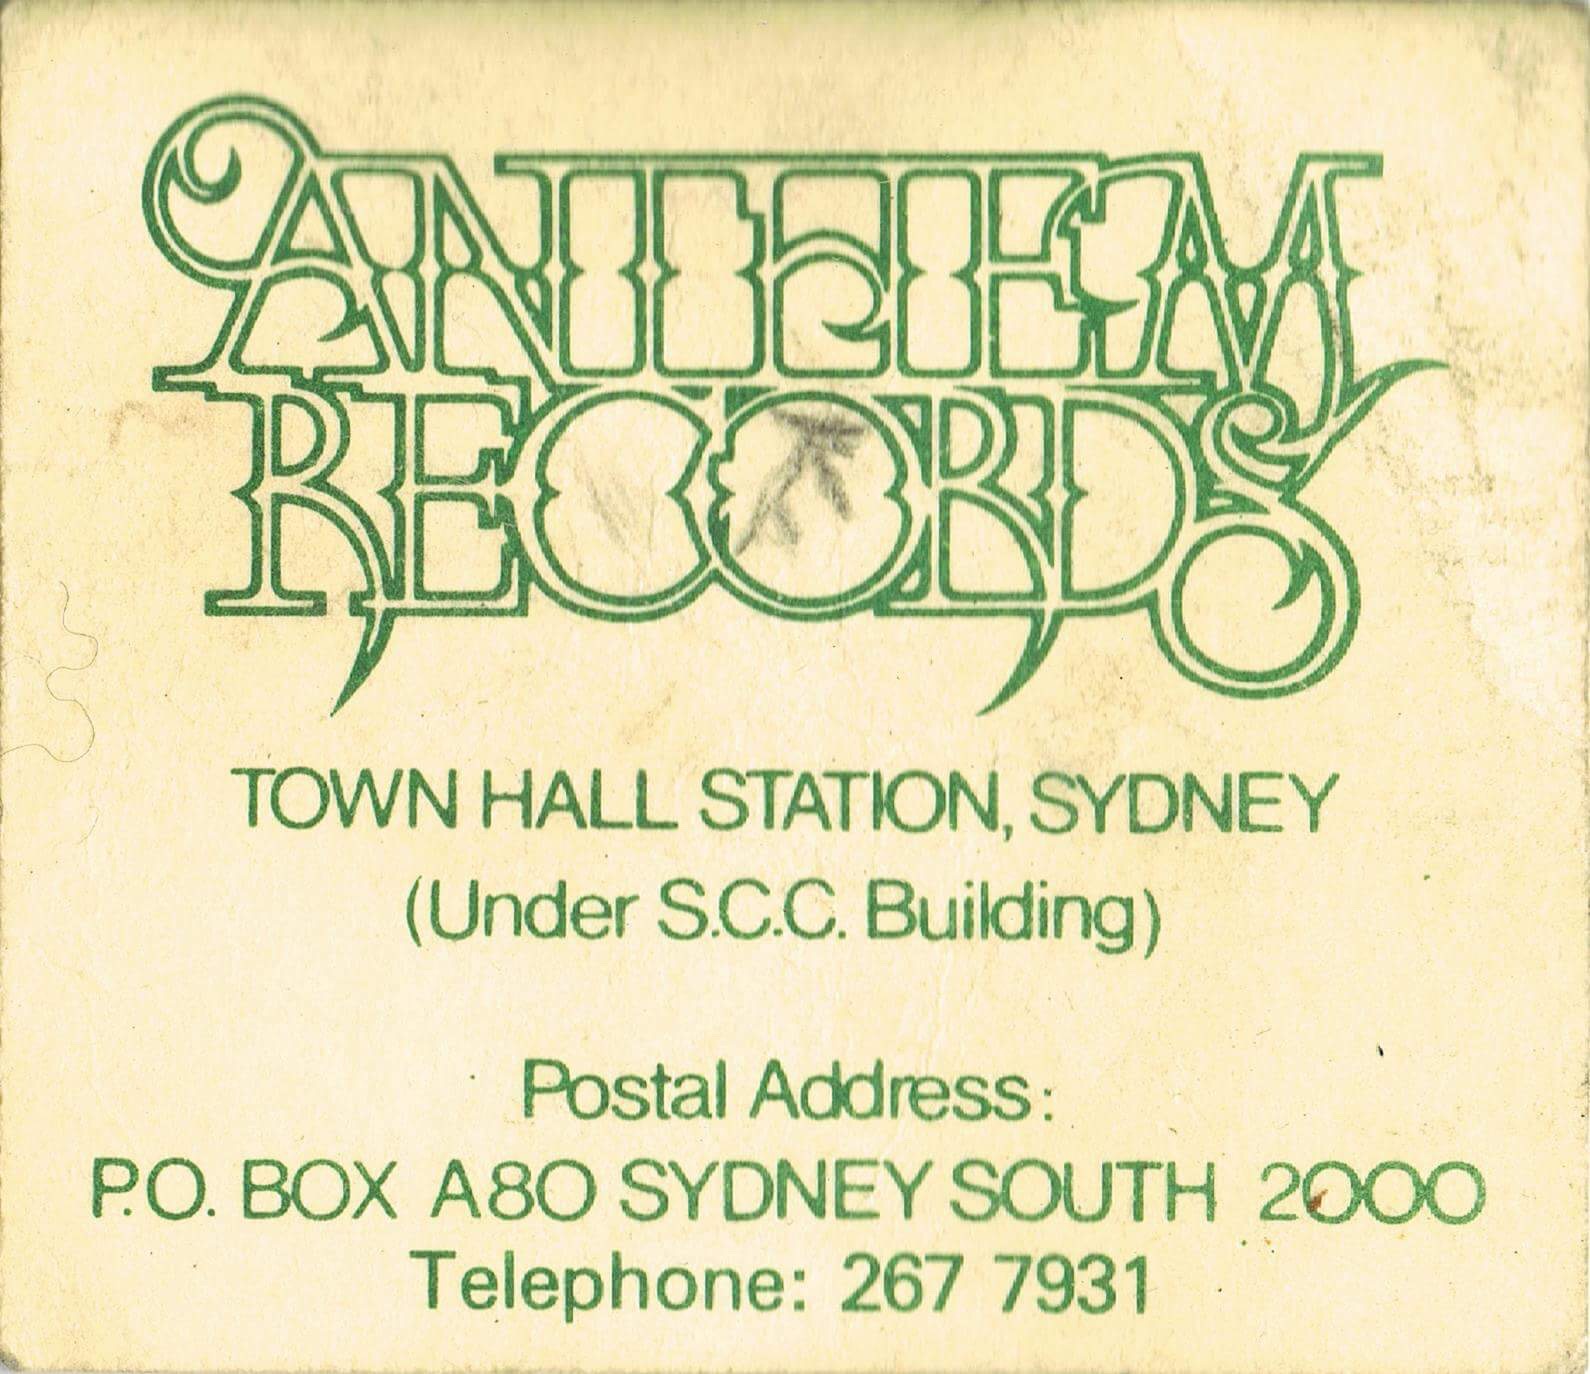 ANTHEM
RECORDS
TOWN HALL STATION, SYDNEY
(Under S.C.C. Building)
Postal Address:
P.O. BOX A80 SYDNEY SOUTH 2000
Telephone: 267 7931